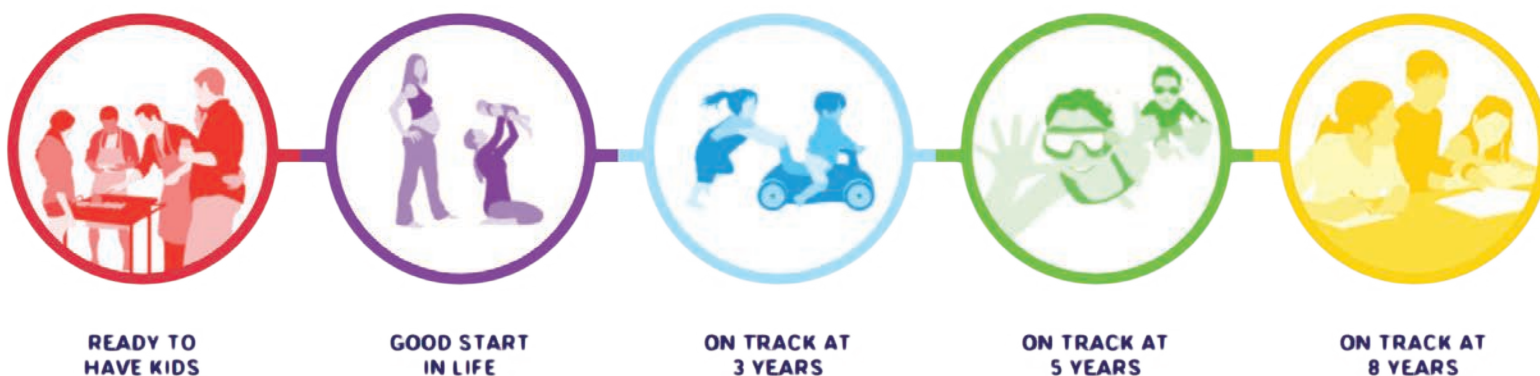 READY TO
HAVE KIDS
GOOD START
IN LIFE
ON TRACK AT
3 YEARS
ON TRACK AT
5 YEARS
ON TRACK AT
8 YEARS